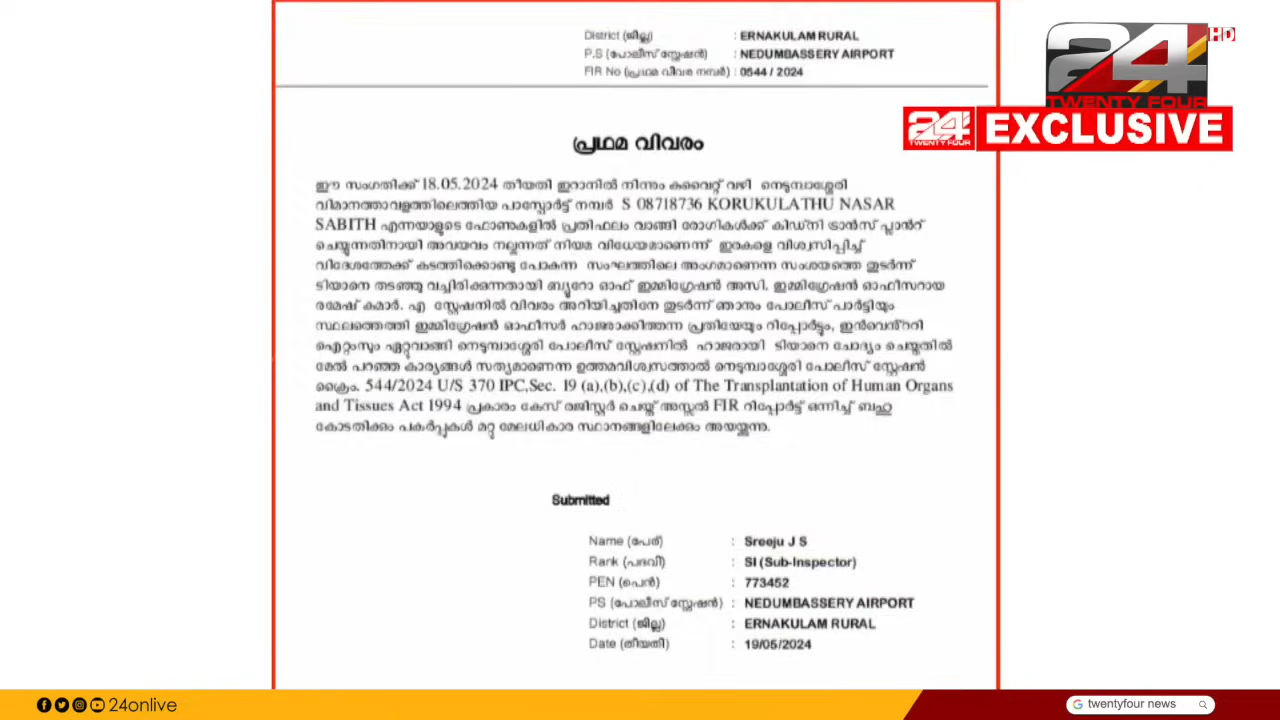 District (ജില്ല) : ERNAKULAM RURAL
P.S (പോലീസ് സ്റ്റേഷൻ) : NEDUMBASSERY AIRPORT
FIR No (പ്രഥമ വിവര നമ്പർ) : 0544 / 2024
24
HD
TWENTY FOUR
24
TWENTY FOUR
EXCLUSIVE
പ്രഥമ വിവരം
ഈ സംഗതിക്ക് 18.05.2024 തീയതി ഇറാനിൽ നിന്നും കുവൈറ്റ് വഴി നെടുമ്പാശ്ശേരി
വിമാനത്താവളത്തിലെത്തിയ പാസ്പോർട്ട് നമ്പർ S 08718736 KORUKULATHU NASAR
SABITH എന്നയാളുടെ ഫോണുകളിൽ പ്രതിഫലം വാങ്ങി രോഗികൾക്ക് കിഡ്നി ട്രാൻസ് പ്ലാൻറ്
ചെയ്യുന്നതിനായി അവയവം നല്കുന്നത് നിയമ വിധേയമാണെന്ന് ഇരകളെ വിശ്വസിപ്പിച്ച്
വിദേശത്തേക്ക് കടത്തിക്കൊണ്ടു പോകുന്ന സംഘത്തിലെ അംഗമാണെന്ന സംശയത്തെ തുടർന്ന്
ടിയാനെ തടഞ്ഞു വച്ചിരിക്കുന്നതായി ബ്യൂറോ ഓഫ് ഇമ്മിഗ്രേഷൻ അസി. ഇമ്മിഗ്രേഷൻ ഓഫീസറായ
രമേഷ് കുമാർ. എ സ്റ്റേഷനിൽ വിവരം അറിയിച്ചതിനേ തുടർന്ന് ഞാനും പോലീസ് പാർട്ടിയും
സ്ഥലത്തെത്തി ഇമ്മിഗ്രേഷൻ ഓഫീസർ ഹാജരാക്കിത്തന്ന പ്രതിയേയും റിപ്പോർട്ടും, ഇൻവെൻ്ററി
ഐറ്റംസും ഏറ്റുവാങ്ങി നെടുമ്പാശ്ശേരി പോലീസ് സ്റ്റേഷനിൽ ഹാജരായി ടിയാനെ ചോദ്യം ചെയ്തതിൽ
മേൽ പറഞ്ഞ കാര്യങ്ങൾ സത്യമാണെന്ന ഉത്തമവിശ്വസത്താൽ നെടുമ്പാശ്ശേരി പോലീസ് സ്റ്റേഷൻ
ക്രൈം. 544/2024 U/S 370 IPC,Sec. 19 (a),(b),(c),(d) of The Transplantation of Human Organs
and Tissues Act 1994 പ്രകാരം കേസ് രജിസ്റ്റർ ചെയ്ത് അസ്സൽ FIR റിപ്പോർട്ട് ഒന്നിച്ച് ബഹു
കോടതിക്കും പകർപ്പുകൾ മറ്റു മേലധികാര സ്ഥാനങ്ങളിലേക്കും അയയ്ക്കുന്നു.
Submitted
Name (പേര്) : Sreeju J S
Rank (പദവി) : SI (Sub-Inspector)
PEN (പെൻ) : 773452
PS (പോലീസ് സ്റ്റേഷൻ) : NEDUMBASSERY AIRPORT
District (ജില്ല) : ERNAKULAM RURAL
Date (തീയതി) : 19/05/2024
24onlive
twentyfour news